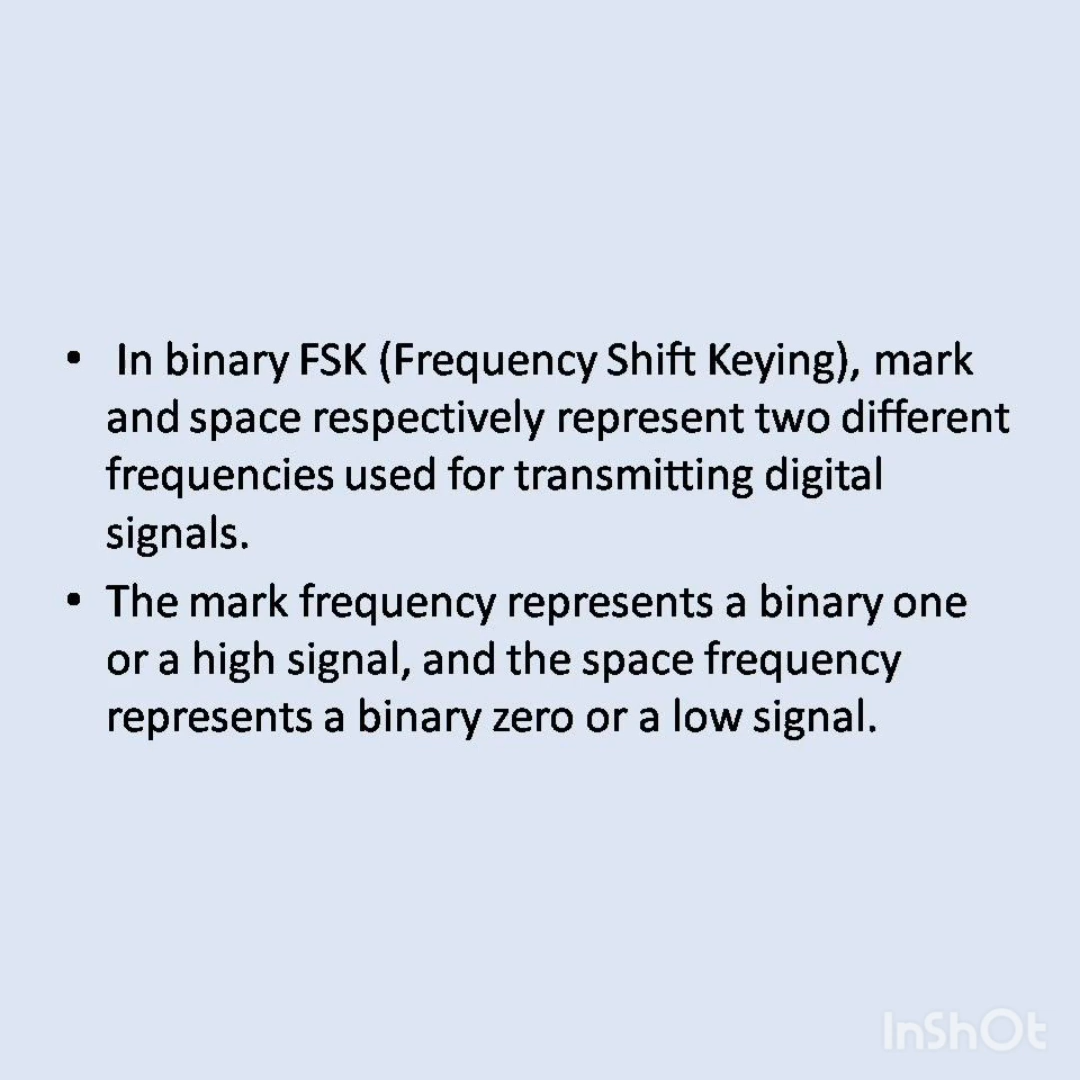 • In binary FSK (Frequency Shift Keying), mark
and space respectively represent two different
frequencies used for transmitting digital
signals.
• The mark frequency represents a binary one
or a high signal, and the space frequency
represents a binary zero or a low signal.
InShOt